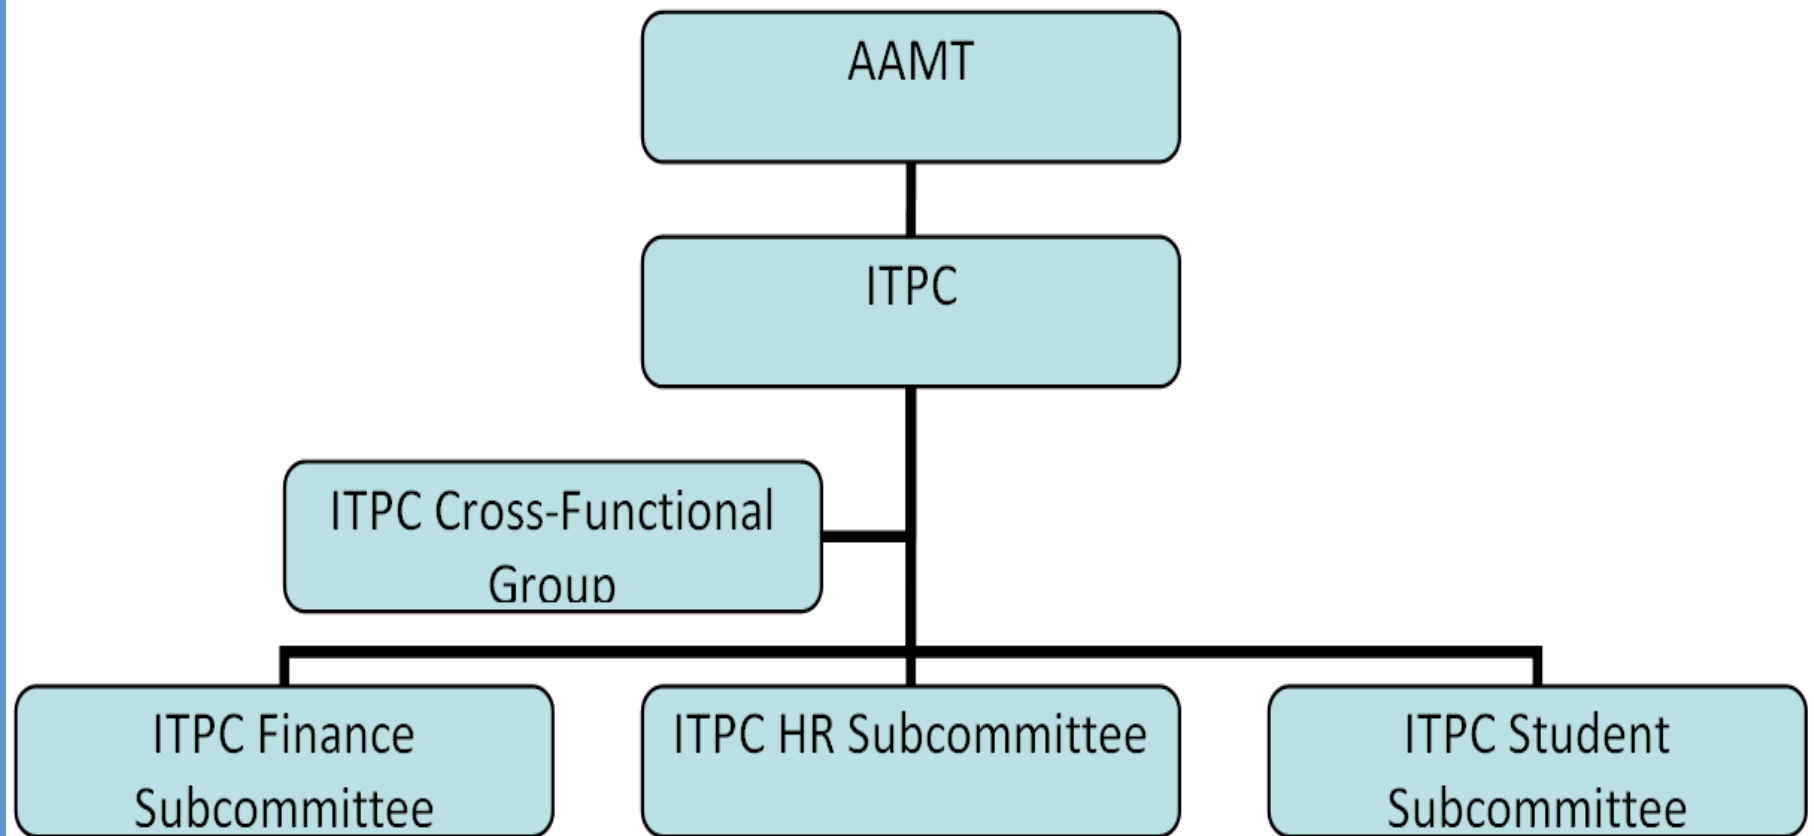 AAMT
ITPC
ITPC Cross-Functional
Group
ITPC Finance
Subcommittee
ITPC HR Subcommittee
ITPC Student
Subcommittee